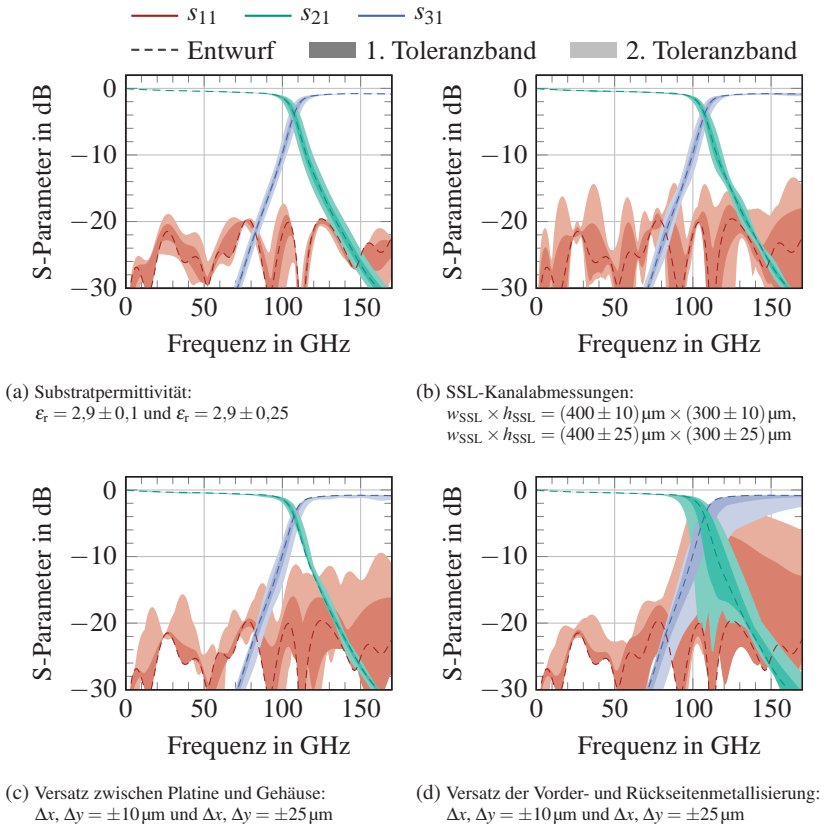 s11 s21 s31
Entwurf 1. Toleranzband 2. Toleranzband
S-Parameter in dB
0
−10
−20
−30
0 50 100 150
Frequenz in GHz
S-Parameter in dB
0
−10
−20
−30
0 50 100 150
Frequenz in GHz
(a) Substratpermittivität:
εr = 2,9 ± 0,1 und εr = 2,9 ± 0,25
(b) SSL-Kanalabmessungen:
wSSL × hSSL = (400 ± 10) µm × (300 ± 10) µm,
wSSL × hSSL = (400 ± 25) µm × (300 ± 25) µm
S-Parameter in dB
0
−10
−20
−30
0 50 100 150
Frequenz in GHz
S-Parameter in dB
0
−10
−20
−30
0 50 100 150
Frequenz in GHz
(c) Versatz zwischen Platine und Gehäuse:
Δx, Δy = ±10 µm und Δx, Δy = ±25 µm
(d) Versatz der Vorder- und Rückseitenmetallisierung:
Δx, Δy = ±10 µm und Δx, Δy = ±25 µm